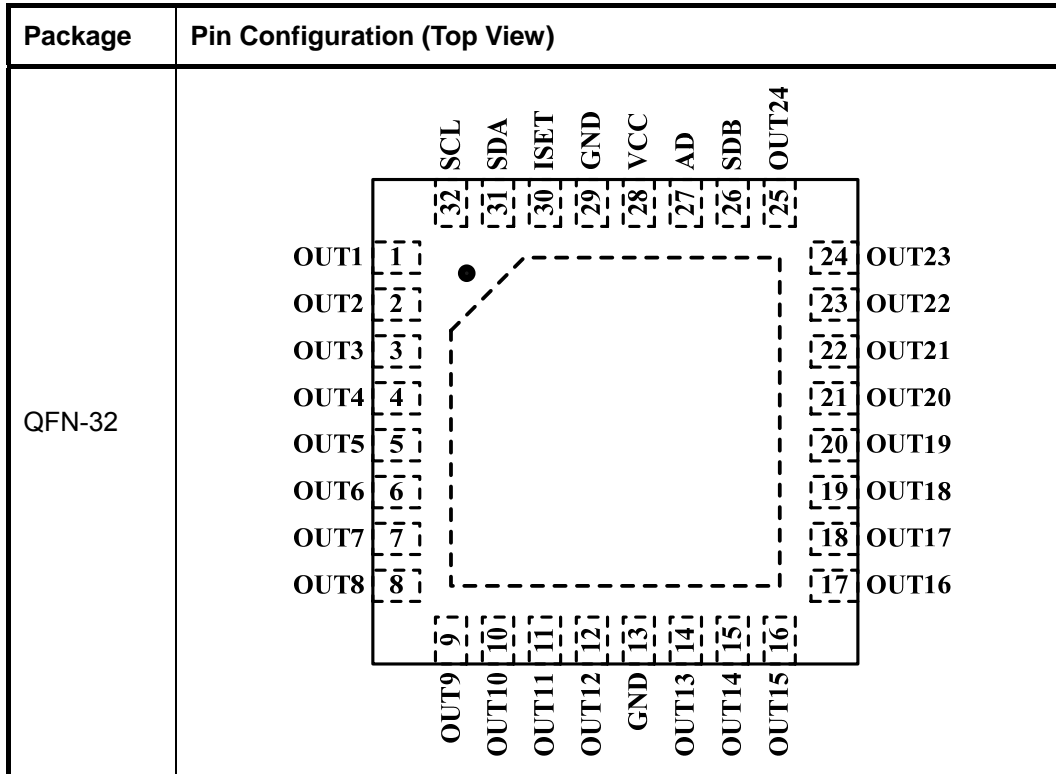 Package Pin Configuration (Top View)
QFN-32
SCL SDA ISET GND VCC AD SDB OUT24
32 31 30 29 28 27 26 25
OUT1 1 24 OUT23
OUT2 2 23 OUT22
OUT3 3 22 OUT21
OUT4 4 21 OUT20
OUT5 5 20 OUT19
OUT6 6 19 OUT18
OUT7 7 18 OUT17
OUT8 8 17 OUT16
9 10 11 12 13 14 15 16
OUT9 OUT10 OUT11 OUT12 GND OUT13 OUT14 OUT15